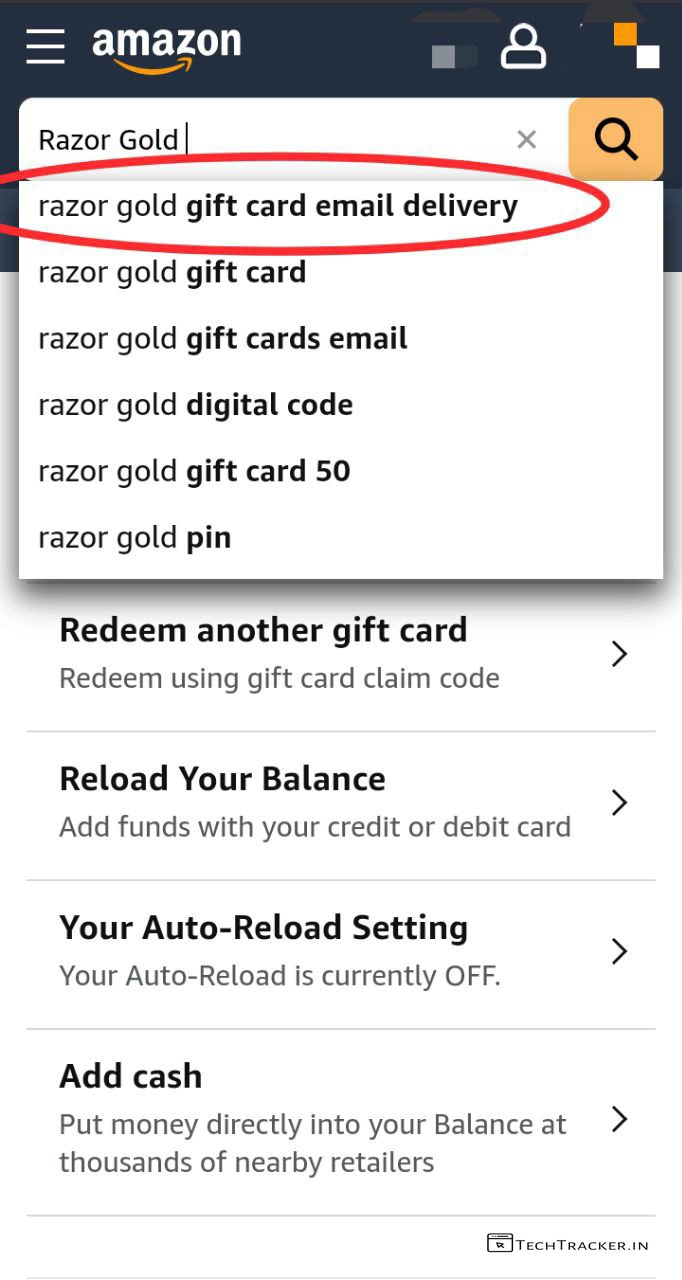 amazon
Razor Gold
razor gold gift card email delivery
razor gold gift card
razor gold gift cards email
razor gold digital code
razor gold gift card 50
razor gold pin
Redeem another gift card
Redeem using gift card claim code
Reload Your Balance
Add funds with your credit or debit card
Your Auto-Reload Setting
Your Auto-Reload is currently OFF.
Add cash
Put money directly into your Balance at
thousands of nearby retailers
TECHTRACKER.IN